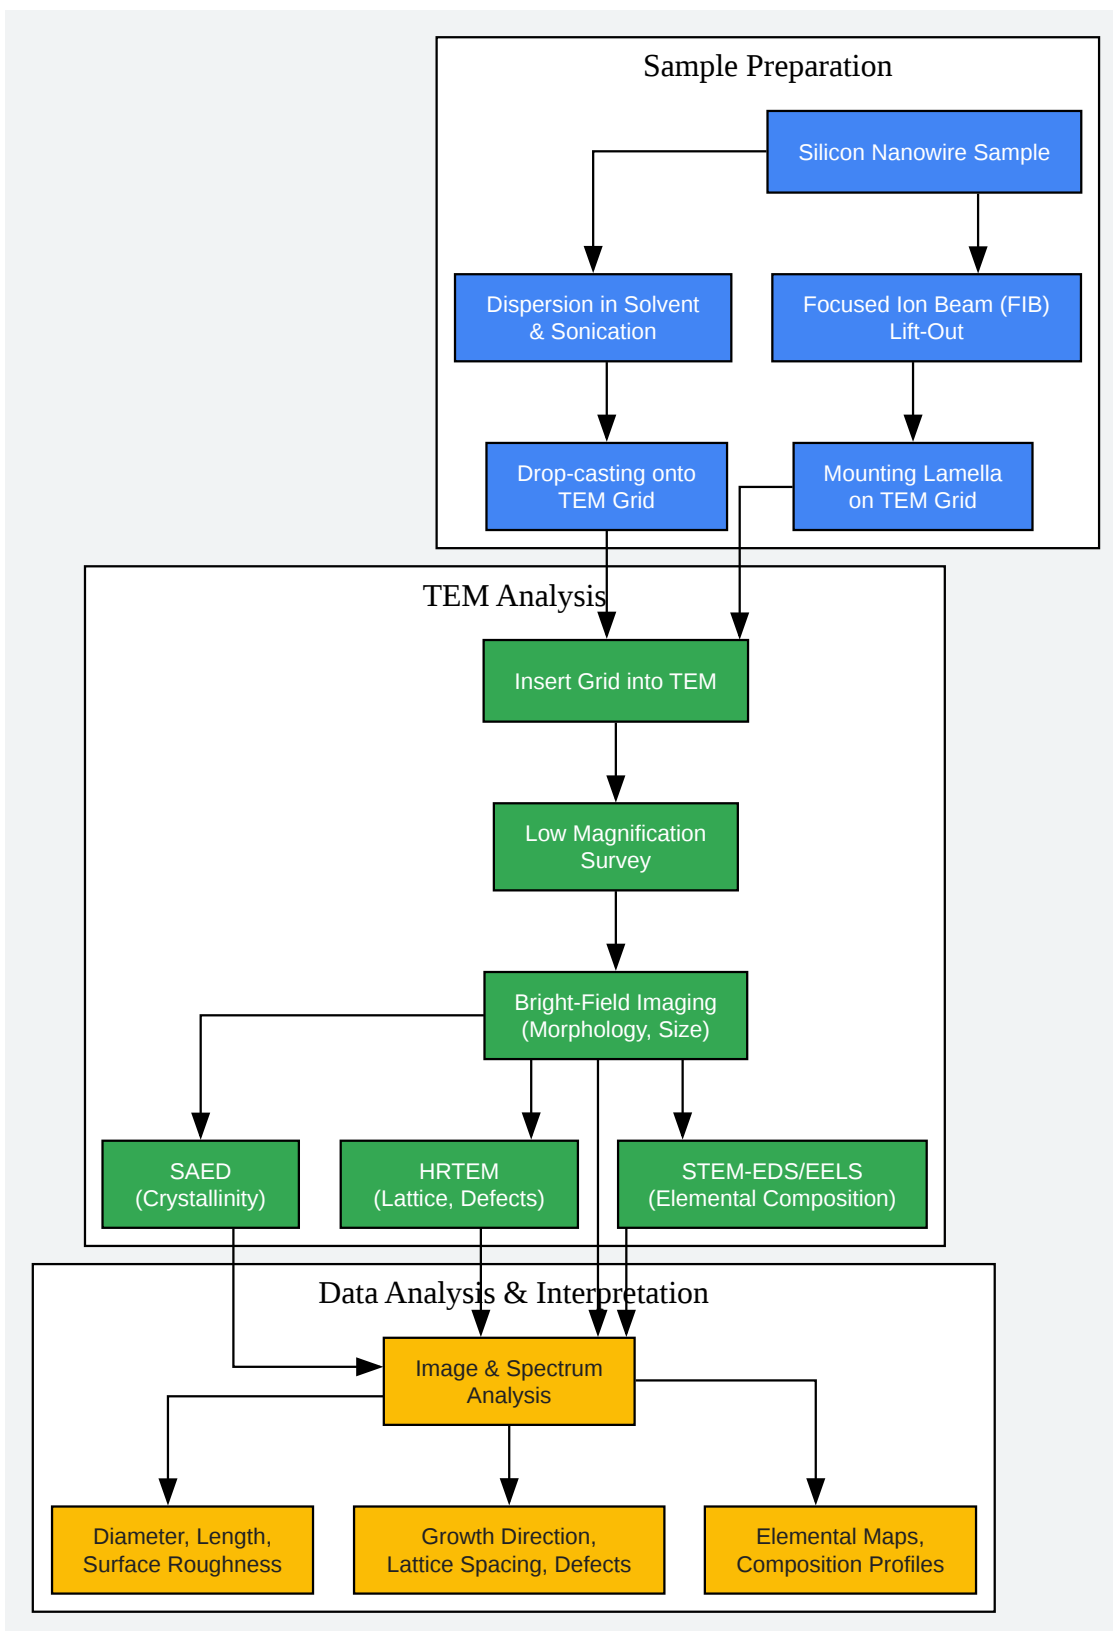 Sample Preparation
Silicon Nanowire Sample
Dispersion in Solvent
& Sonication
Focused Ion Beam (FIB)
Lift-Out
Drop-casting onto
TEM Grid
Mounting Lamella
on TEM Grid
TEM Analysis
Insert Grid into TEM
Low Magnification
Survey
Bright-Field Imaging
(Morphology, Size)
SAED
(Crystallinity)
HRTEM
(Lattice, Defects)
STEM-EDS/EELS
(Elemental Composition)
Data Analysis & Interpretation
Image & Spectrum
Analysis
Diameter, Length,
Surface Roughness
Growth Direction,
Lattice Spacing, Defects
Elemental Maps,
Composition Profiles